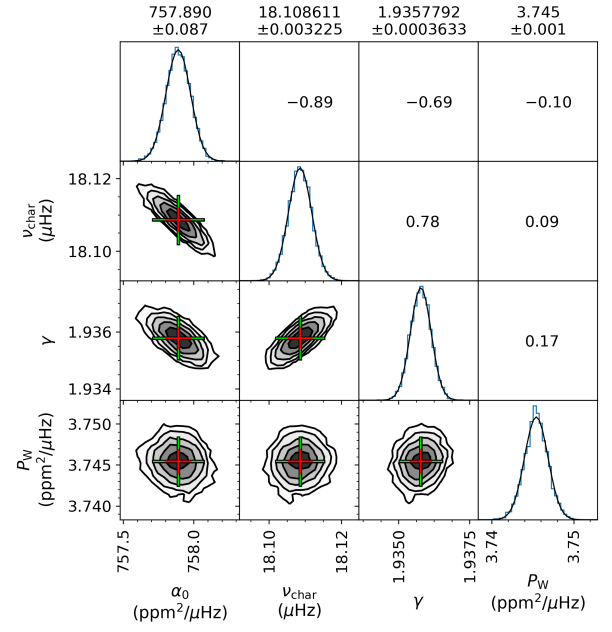 757.890 18.108611 1.9357792 3.745
±0.087 ±0.003225 ±0.0003633 ±0.001
−0.89 −0.69 −0.10
18.12
ν_char (μHz)
18.10
0.78 0.09
1.936
γ
1.934
0.17
3.750
P_W (ppm²/μHz)
3.745
3.740
757.5 758.0 18.10 18.12 1.9350 1.9375 3.74 3.75
α₀ ν_char γ P_W
(ppm²/μHz) (μHz) (ppm²/μHz)